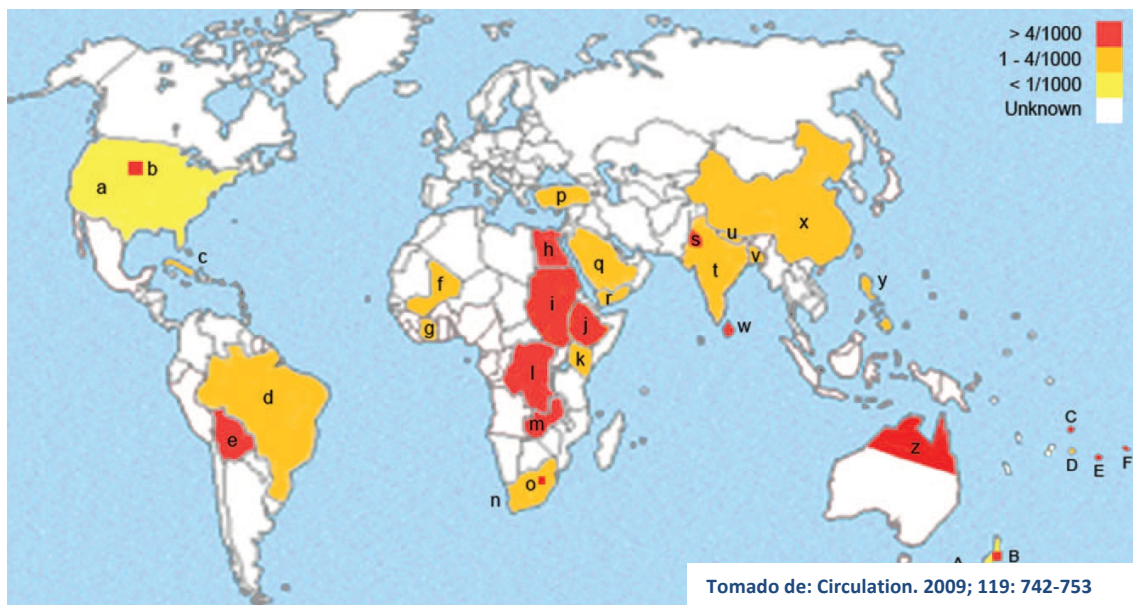 > 4/1000
1 - 4/1000
< 1/1000
Unknown
a
b
c
d
e
f
g
h
i
j
k
l
m
n
o
p
q
r
s
t
u
v
w
x
y
z
A
B
C
D
E
F
Tomado de: Circulation. 2009; 119: 742-753